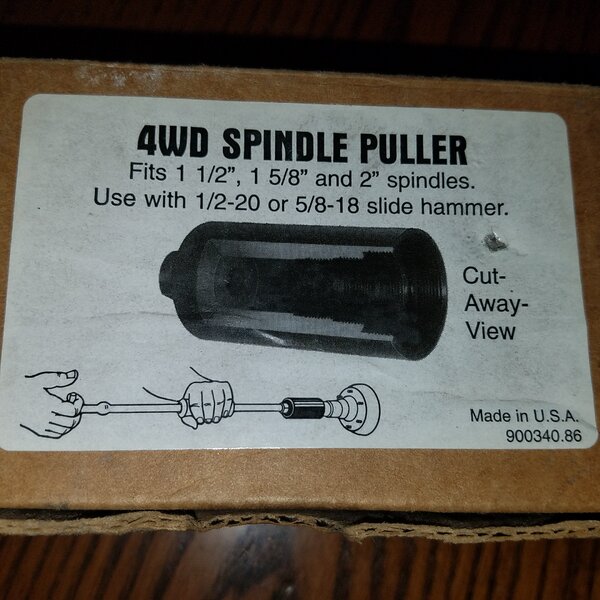 4WD SPINDLE PULLER
Fits 1 1/2", 1 5/8" and 2" spindles.
Use with 1/2-20 or 5/8-18 slide hammer.
Cut-
Away-
View
Made in U.S.A.
900340.86